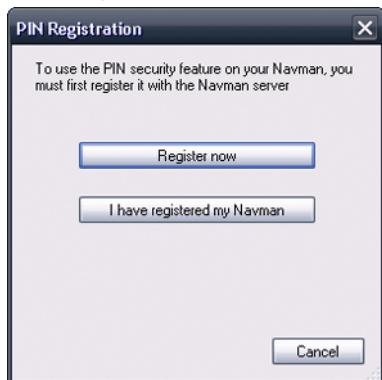 PIN Registration
To use the PIN security feature on your Navman, you
must first register it with the Navman server
Register now
I have registered my Navman
Cancel